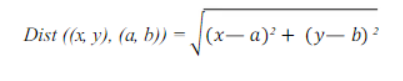 Dist ((x, y), (a, b)) = √(x— a)² + (y— b) ²